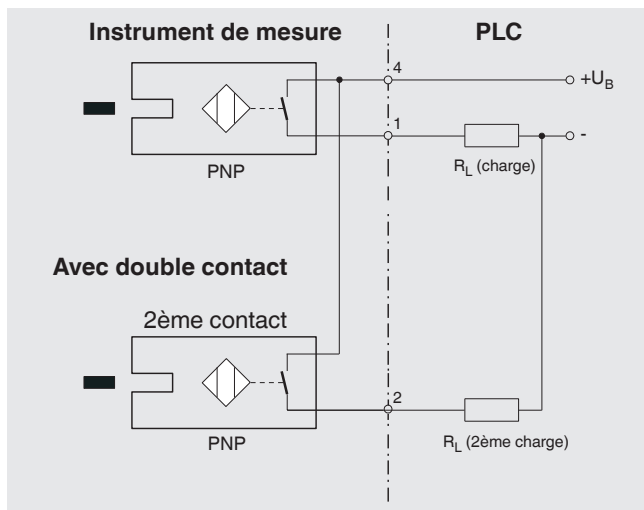 Instrument de mesure
PLC
4
+UB
1
-
PNP
RL (charge)
Avec double contact
2ème contact
2
PNP
RL (2ème charge)